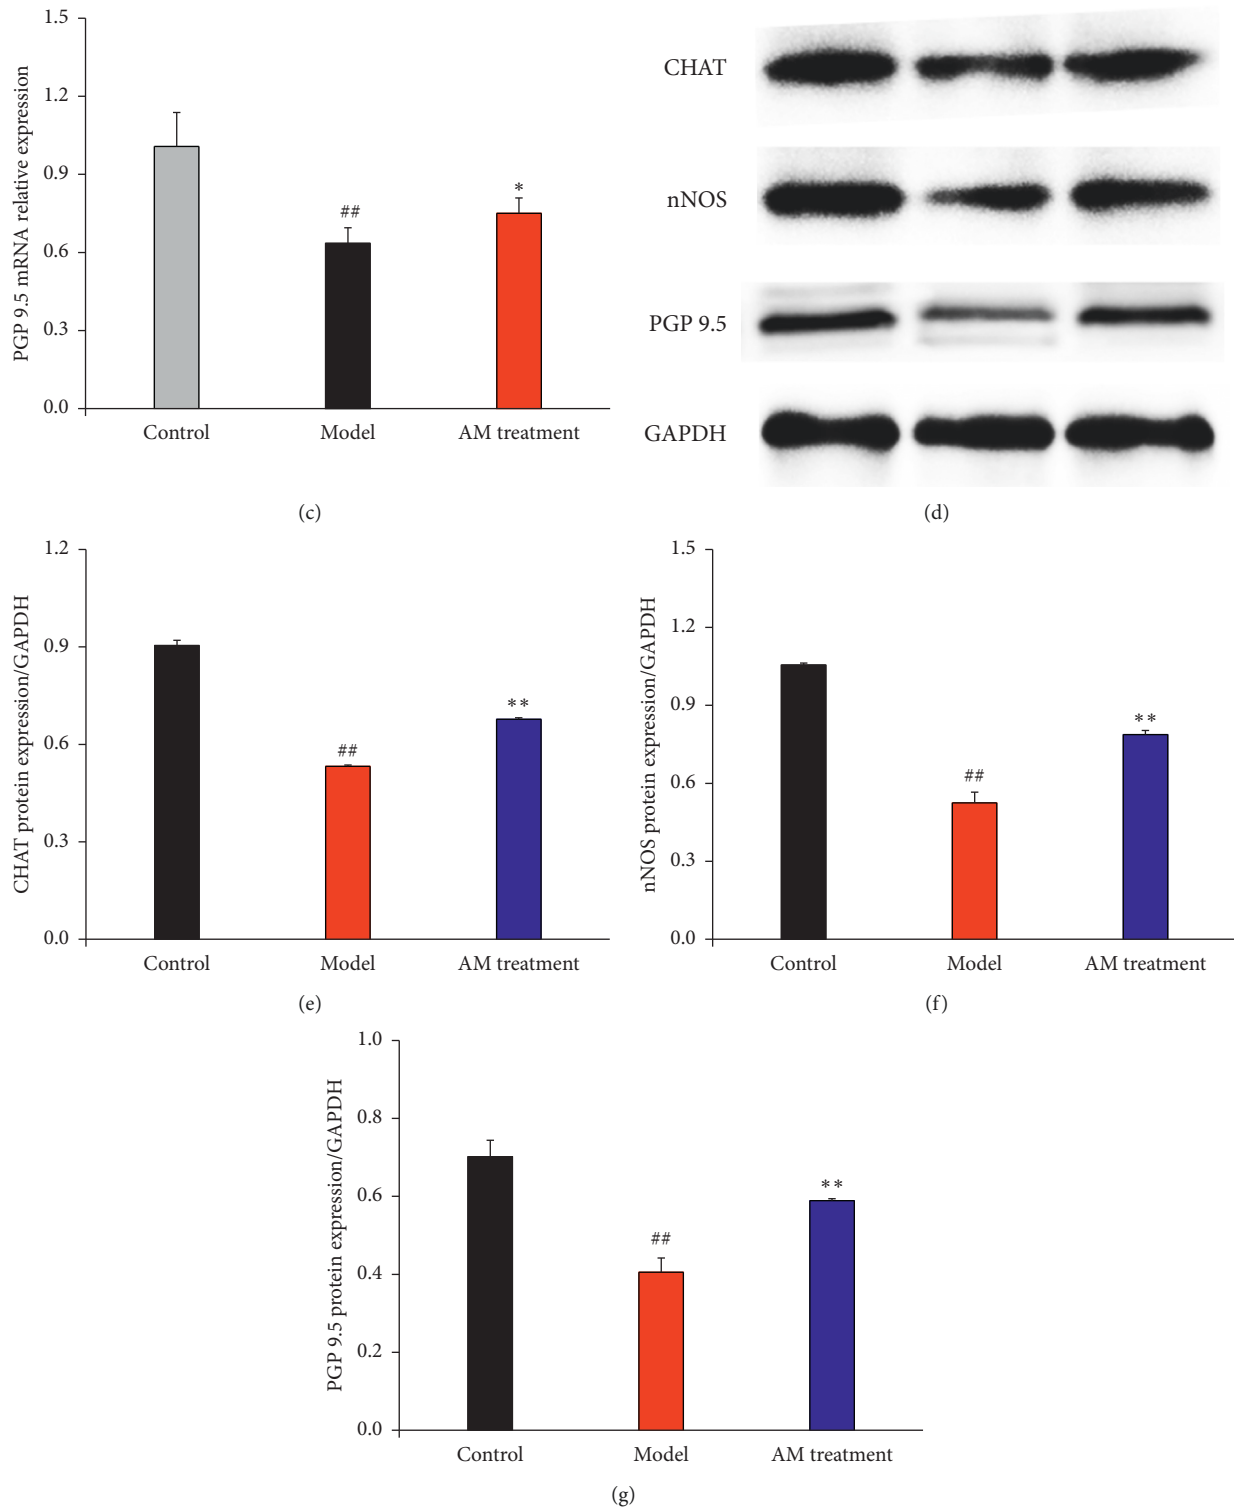 1.5
1.2
0.9
0.6
0.3
0.0
PGP 9.5 mRNA relative expression
##
*
Control Model AM treatment
(c)
CHAT
nNOS
PGP 9.5
GAPDH
(d)
1.2
0.9
0.6
0.3
0.0
CHAT protein expression/GAPDH
##
**
Control Model AM treatment
(e)
1.5
1.2
0.9
0.6
0.3
0.0
nNOS protein expression/GAPDH
##
**
Control Model AM treatment
(f)
1.0
0.8
0.6
0.4
0.2
0.0
PGP 9.5 protein expression/GAPDH
##
**
Control Model AM treatment
(g)